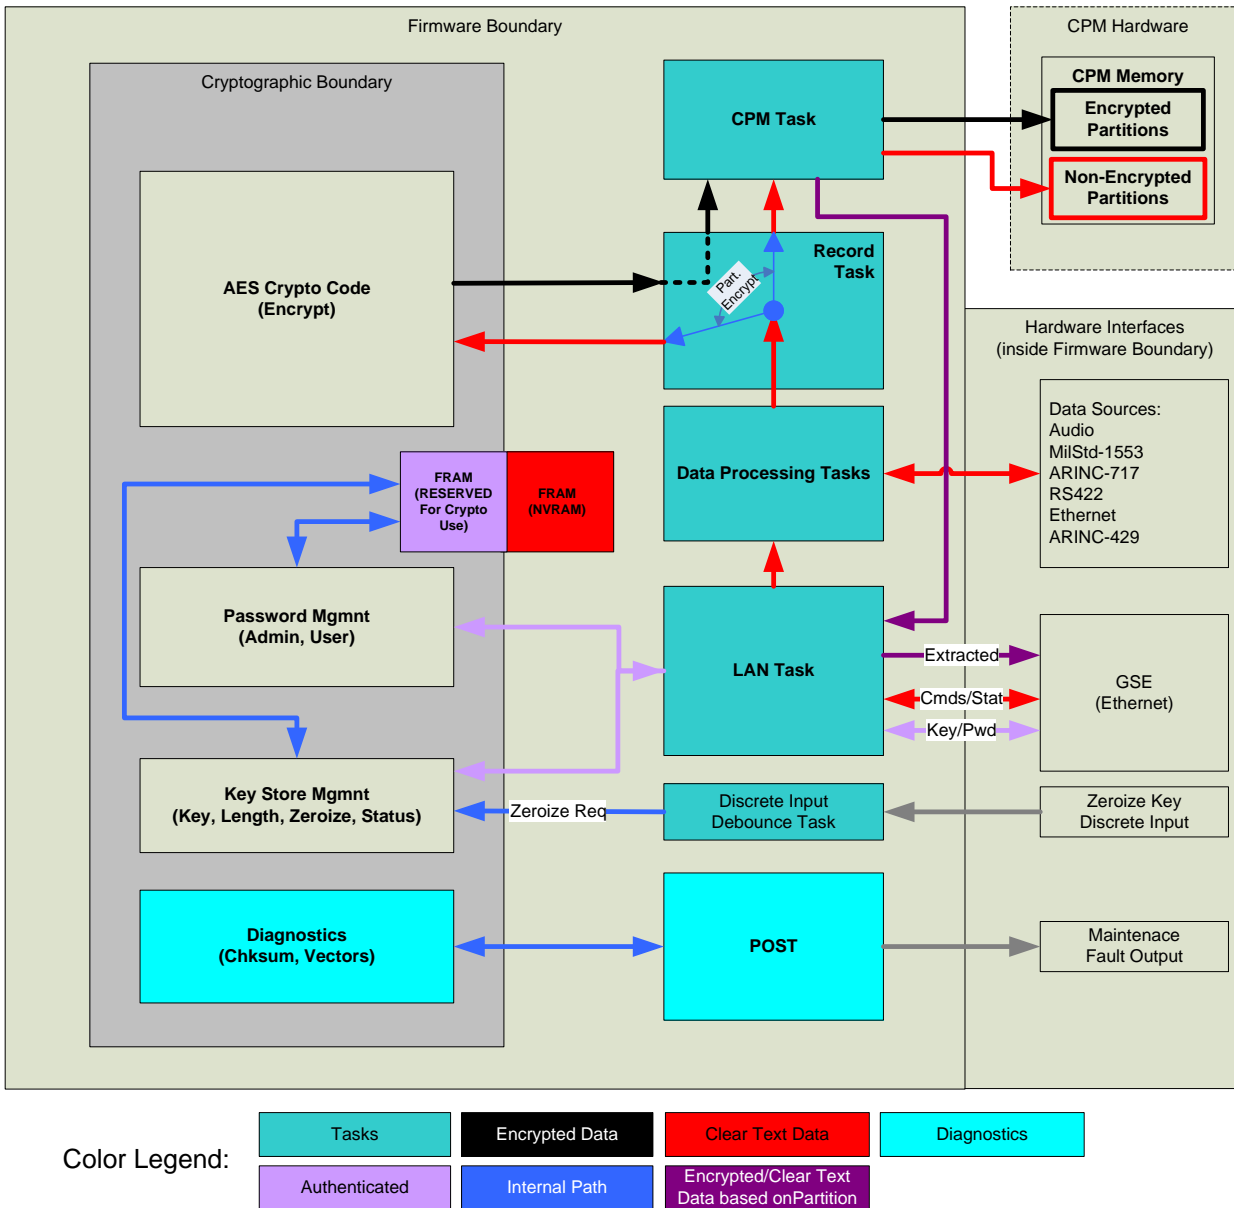 Firmware Boundary
CPM Hardware
CPM Memory
Encrypted
Partitions
Non-Encrypted
Partitions
Cryptographic Boundary
CPM Task
AES Crypto Code
(Encrypt)
Record
Task
Part.
Encrypt
Hardware Interfaces
(inside Firmware Boundary)
Data Sources:
Audio
MilStd-1553
ARINC-717
RS422
Ethernet
ARINC-429
Data Processing Tasks
FRAM
(RESERVED
For Crypto
Use)
FRAM
(NVRAM)
Password Mgmnt
(Admin, User)
LAN Task
Extracted
Cmds/Stat
Key/Pwd
GSE
(Ethernet)
Key Store Mgmnt
(Key, Length, Zeroize, Status)
Zeroize Req
Discrete Input
Debounce Task
Zeroize Key
Discrete Input
Diagnostics
(Chksum, Vectors)
POST
Maintenace
Fault Output
Color Legend:
Tasks
Encrypted Data
Clear Text Data
Diagnostics
Authenticated
Internal Path
Encrypted/Clear Text
Data based onPartition